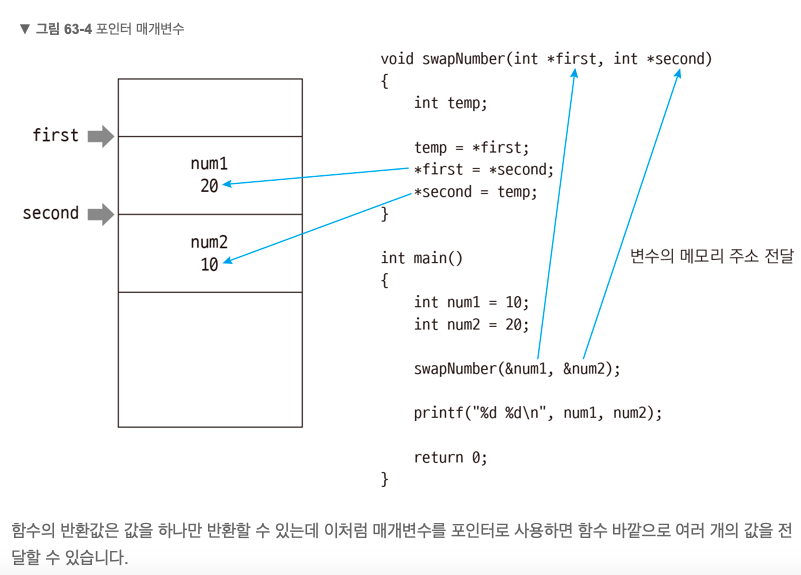 ▼ 그림 63-4 포인터 매개변수
first
num1
20
second
num2
10
void swapNumber(int *first, int *second)
{
    int temp;
    temp = *first;
    *first = *second;
    *second = temp;
}
int main()
{
    int num1 = 10;
    int num2 = 20;
    swapNumber(&num1, &num2);
    printf("%d %d\n", num1, num2);
    return 0;
}
변수의 메모리 주소 전달
함수의 반환값은 값을 하나만 반환할 수 있는데 이처럼 매개변수를 포인터로 사용하면 함수 바깥으로 여러 개의 값을 전
달할 수 있습니다.